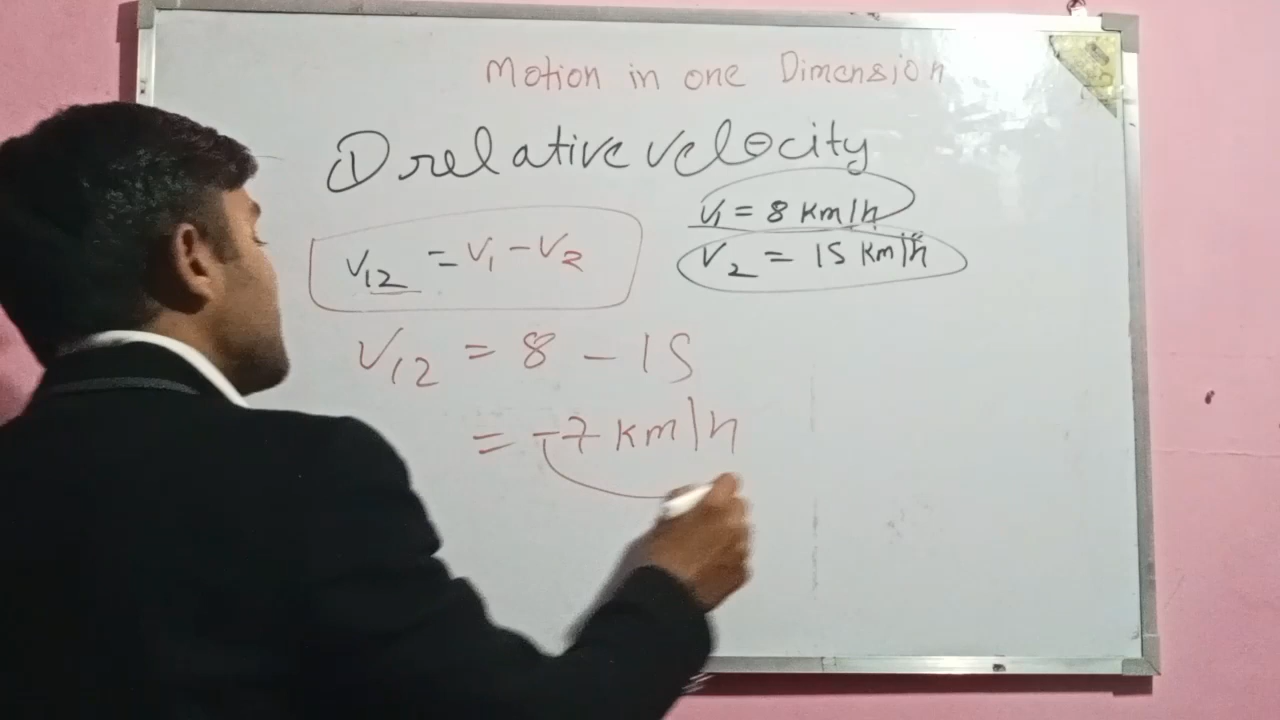 Motion in one Dimension
1) relative velocity
V₁ = 8 Km/h
V₁₂ = V₁ - V₂
V₂ = 15 Km/h
V₁₂ = 8 - 15
= -7 Km/h